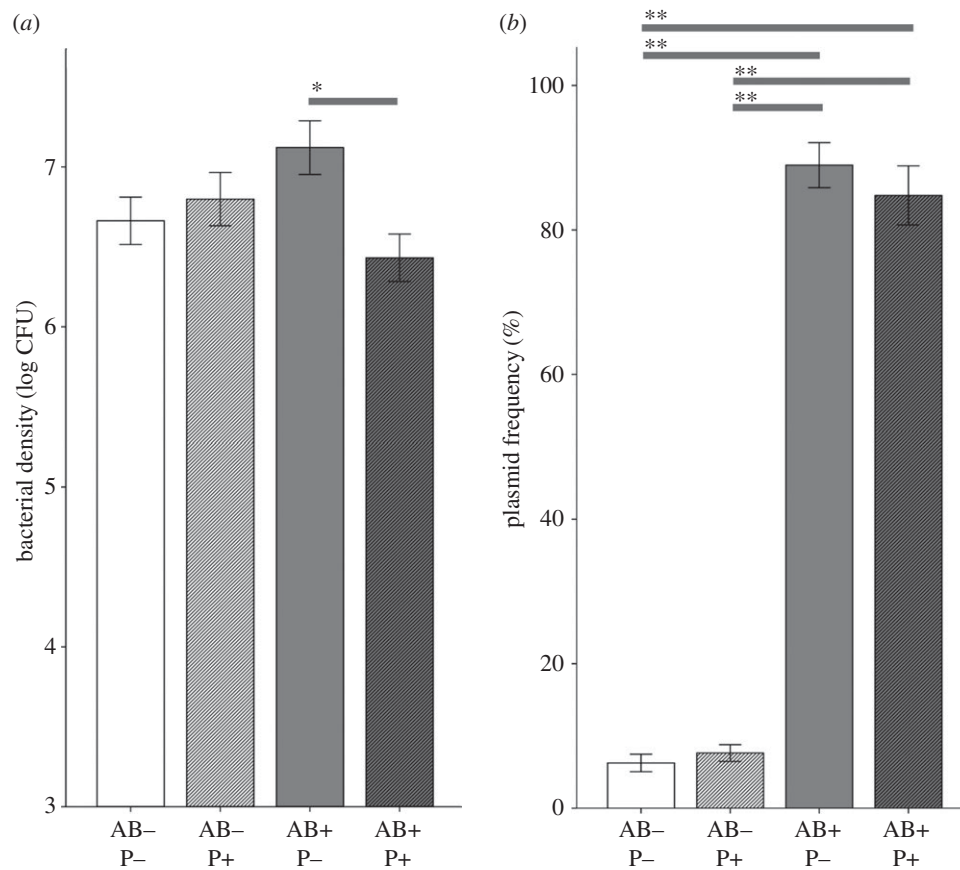 (a)
*
7
6
5
4
3
bacterial density (log CFU)
AB– AB– AB+ AB+
P– P+ P– P+
(b)
**
**
**
**
100
80
60
40
20
0
plasmid frequency (%)
AB– AB– AB+ AB+
P– P+ P– P+